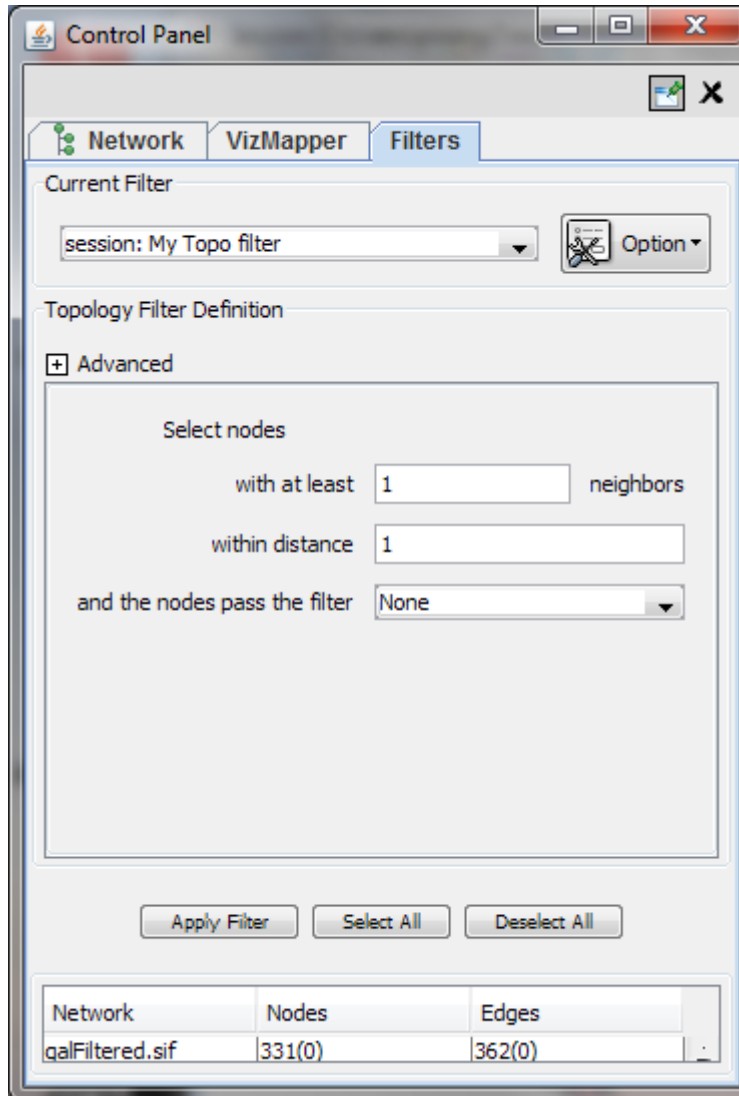 Control Panel
Network VizMapper Filters
Current Filter
session: My Topo filter Option
Topology Filter Definition
+ Advanced
Select nodes
with at least 1 neighbors
within distance 1
and the nodes pass the filter None
Apply Filter Select All Deselect All
Network Nodes Edges
galFiltered.sif 331(0) 362(0)